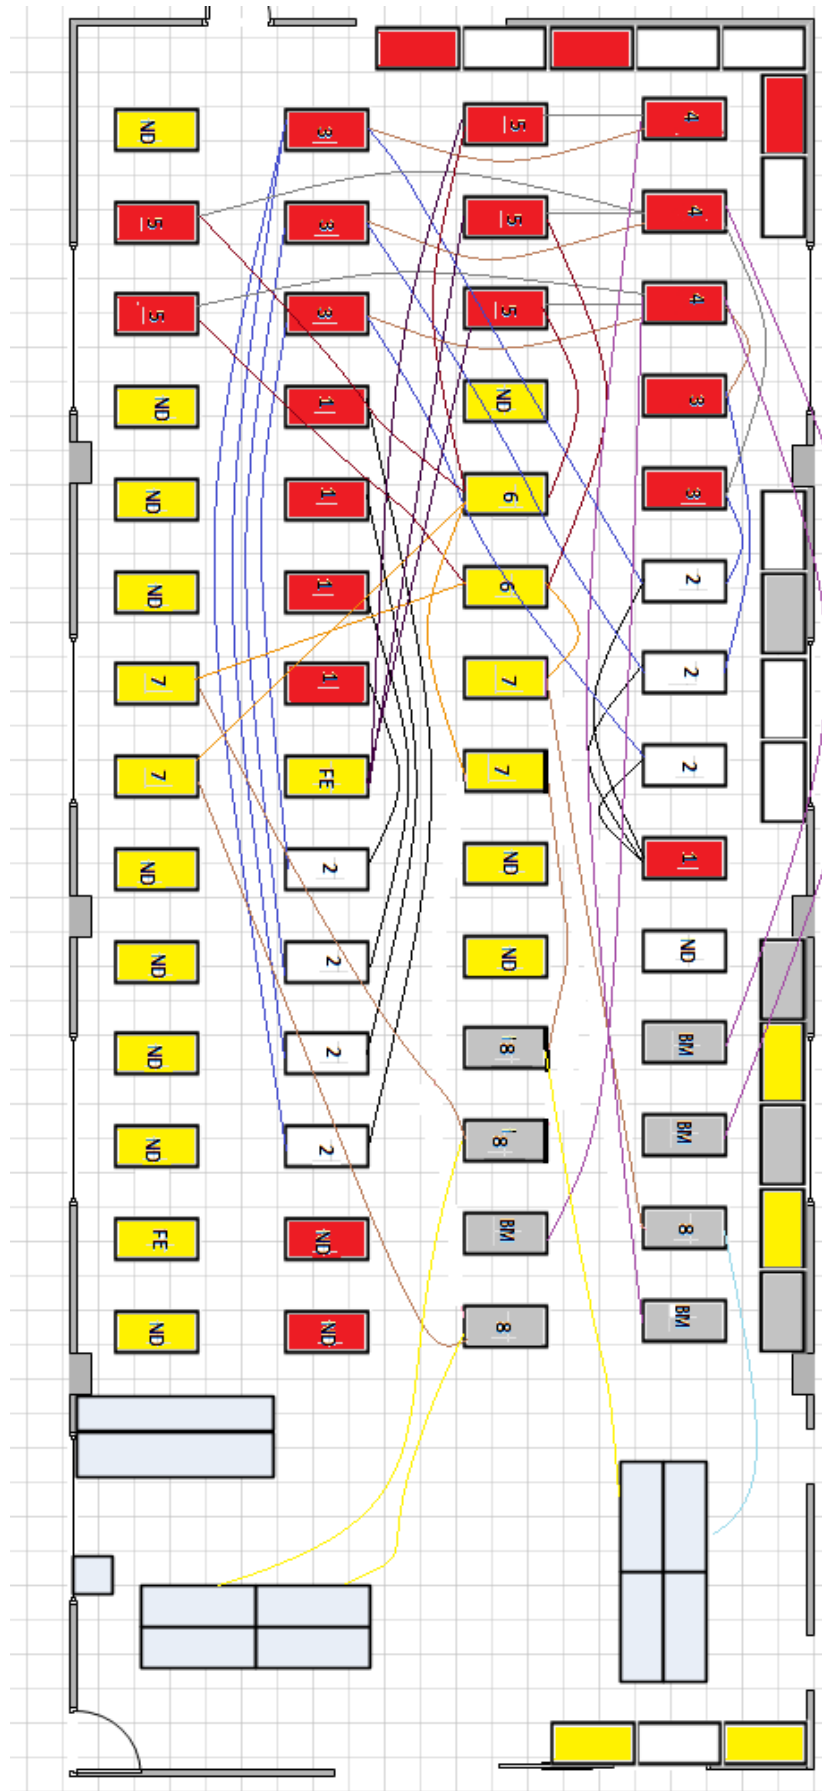 ND 3 5 4
5 3 5 4
5 3 5 4
ND 1 ND 3
ND 1 6 3
ND 1 6 2
7 1 7 2
7 FE 7 2
ND 2 ND 1
ND 2 ND ND
ND 2 8 BM
ND 2 8 BM
FE ND BM 8
ND ND 8 BM